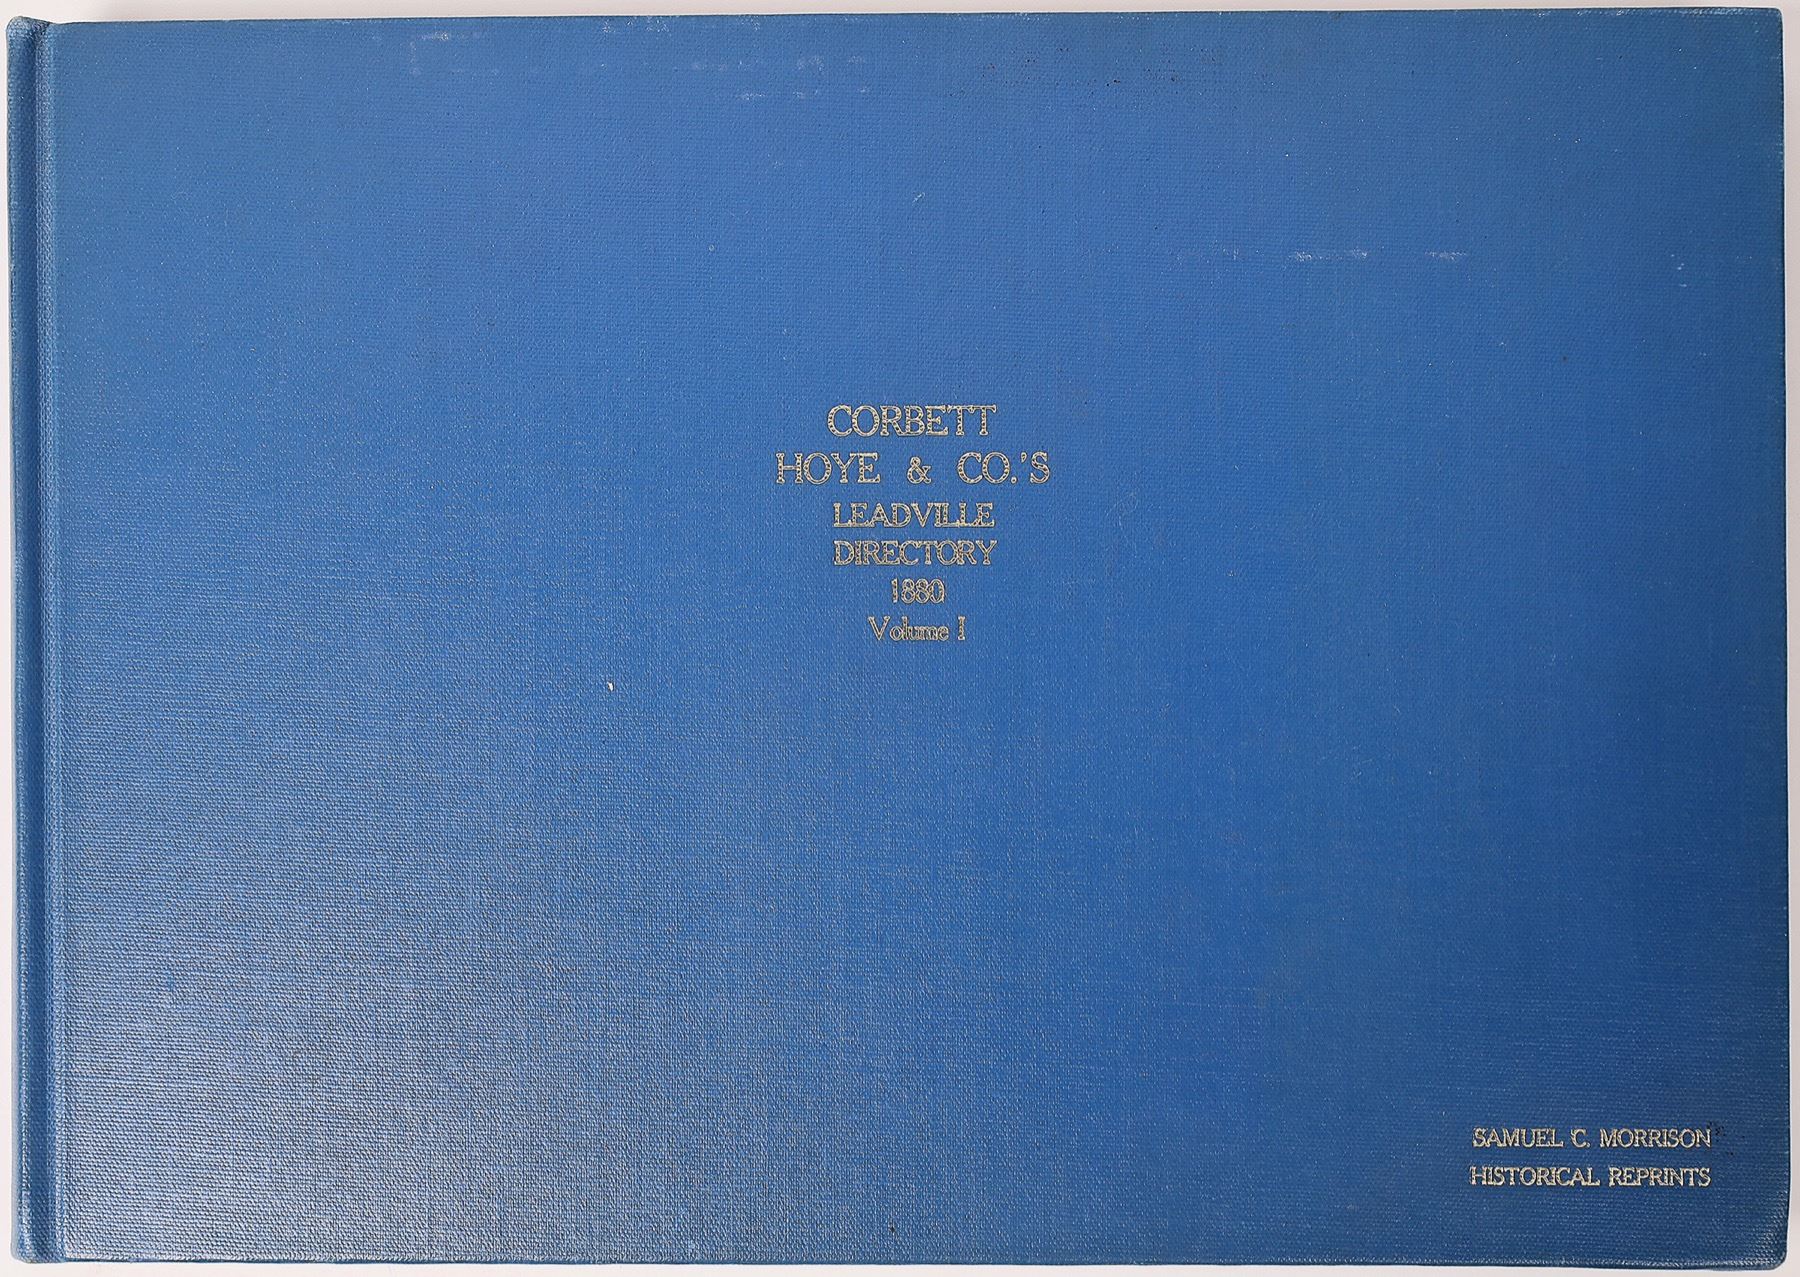 CORBETT
HOYE & CO.'S
LEADVILLE
DIRECTORY
1880
Volume I
SAMUEL C. MORRISON
HISTORICAL REPRINTS